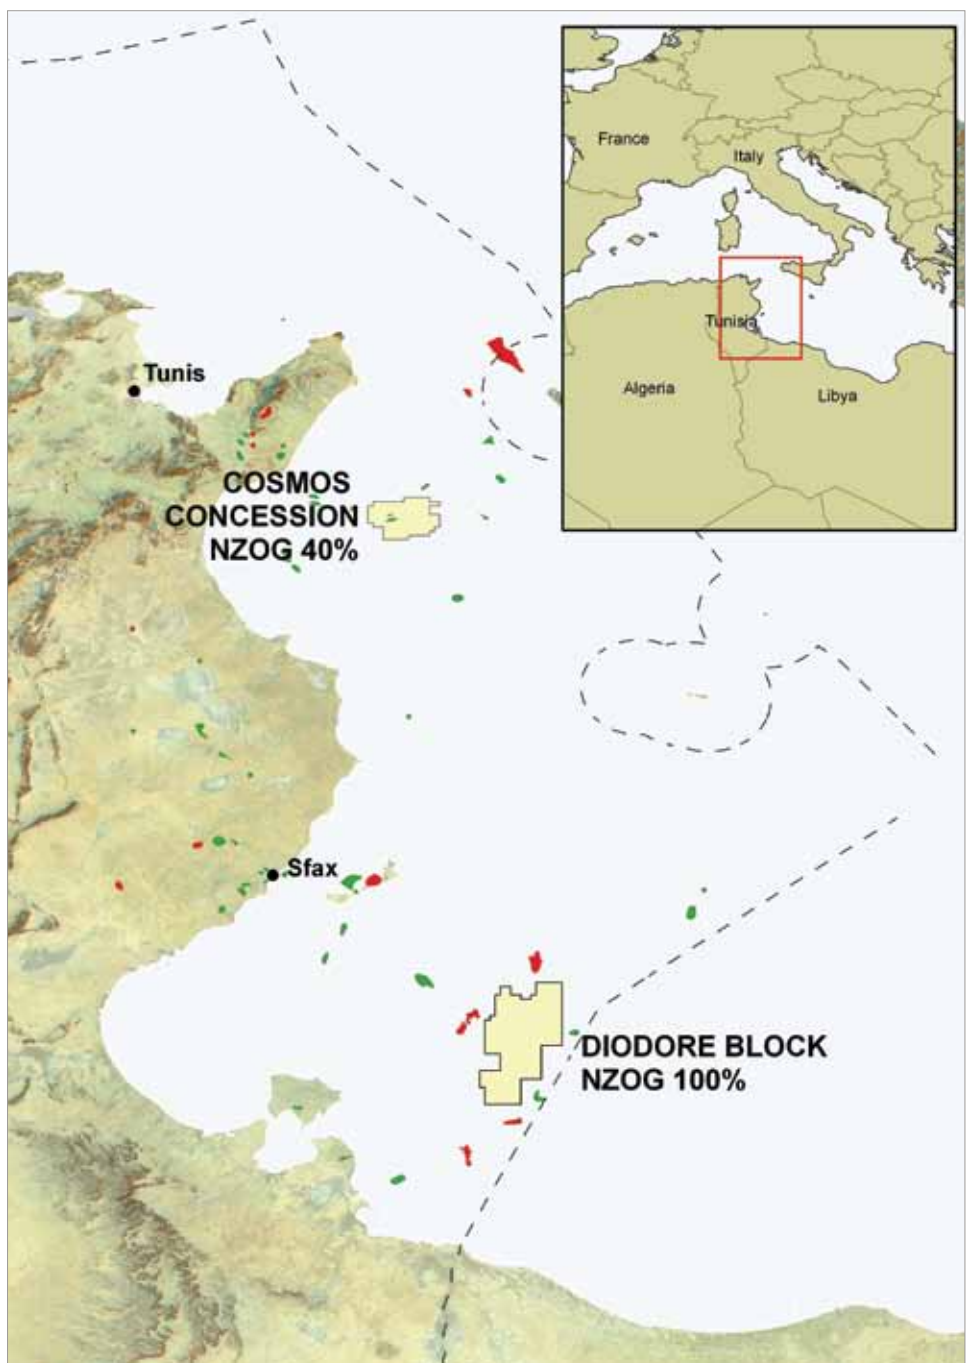 France
Italy
Tunisia
Algeria
Libya
Tunis
COSMOS
CONCESSION
NZOG 40%
Sfax
DIODORE BLOCK
NZOG 100%